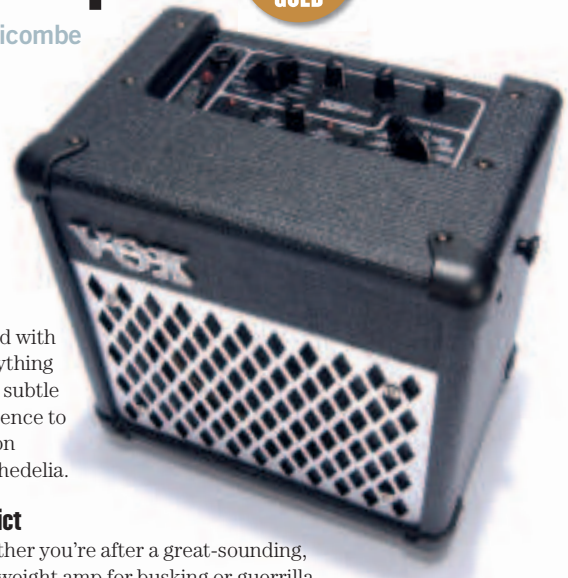 GOLD
icombe
VOX
d with
ything
subtle
ence to
on
hedelia.
ict
ther you're after a great-sounding,
weight amp for busking or guerrilla